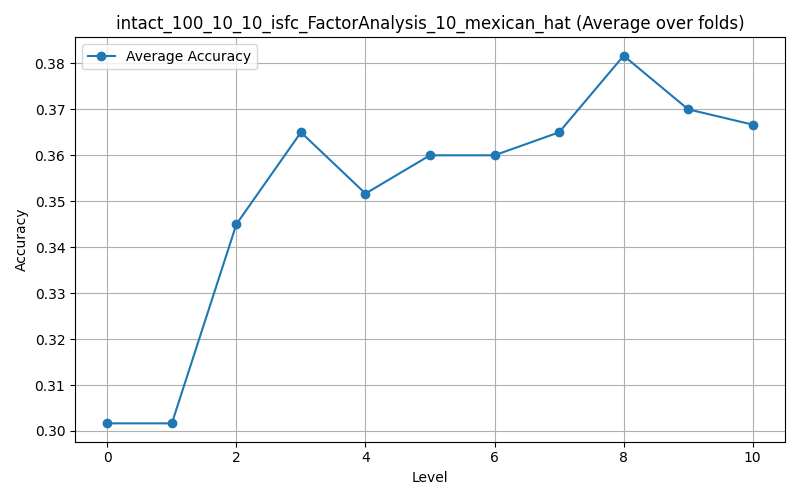 intact_100_10_10_isfc_FactorAnalysis_10_mexican_hat (Average over folds)
Average Accuracy
0.38
0.37
0.36
0.35
0.34
0.33
0.32
0.31
0.30
Accuracy
0 2 4 6 8 10
Level